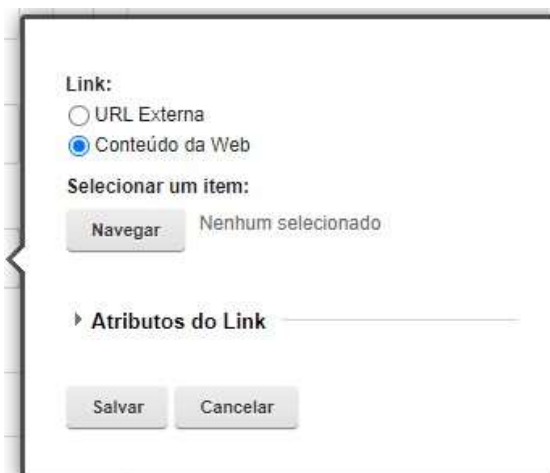 Link:
URL Externa
Conteúdo da Web
Selecionar um item:
Navegar Nenhum selecionado
Atributos do Link
Salvar Cancelar